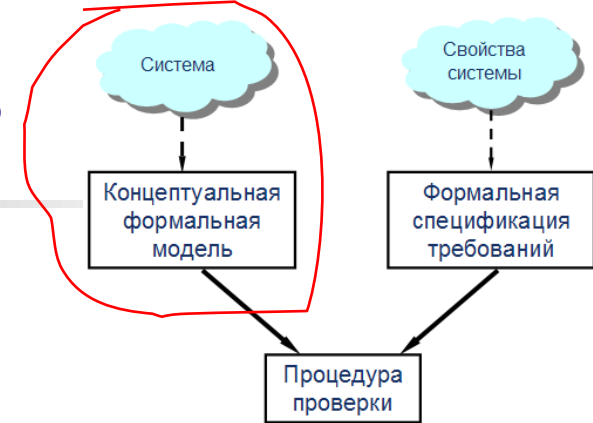 Система
Свойства
системы
Концептуальная
формальная
модель
Формальная
спецификация
требований
Процедура
проверки